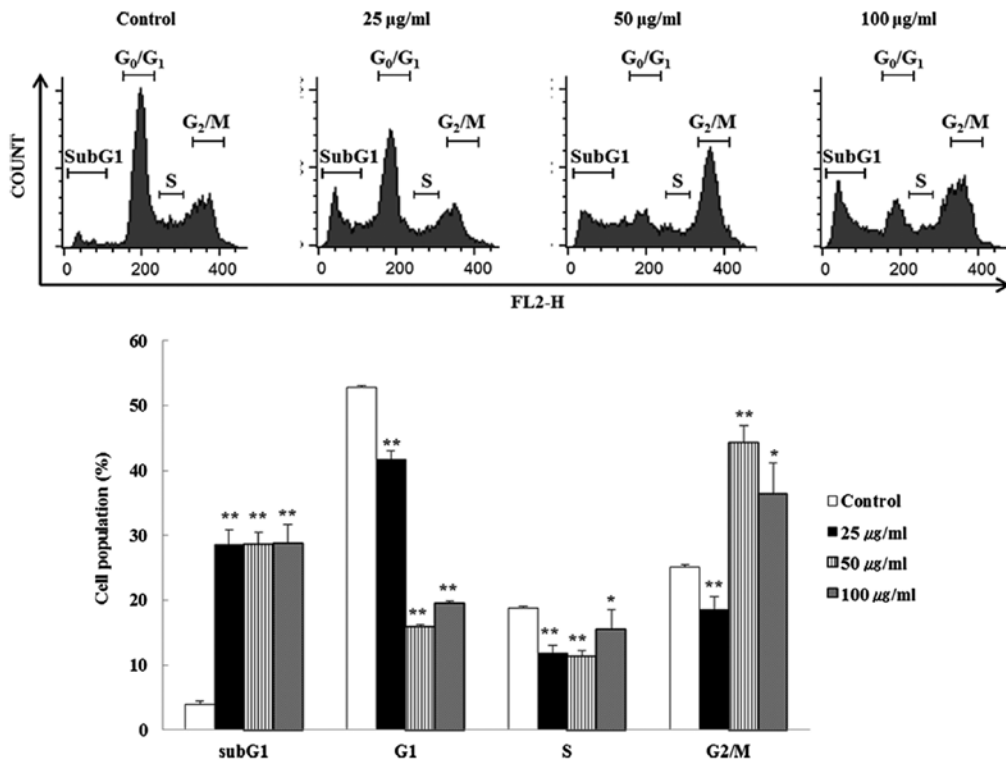 Control 25 µg/ml 50 µg/ml 100 µg/ml
G₀/G₁ G₀/G₁ G₀/G₁ G₀/G₁
G₂/M G₂/M G₂/M G₂/M
SubG1 SubG1 SubG1 SubG1
S S S S
COUNT
0 200 400 0 200 400 0 200 400 0 200 400
FL2-H
60
50
40
30
20
10
0
Cell population (%)
** ** **
** ** **
** ** *
** ** *
subG1 G1 S G2/M
Control
25 µg/ml
50 µg/ml
100 µg/ml